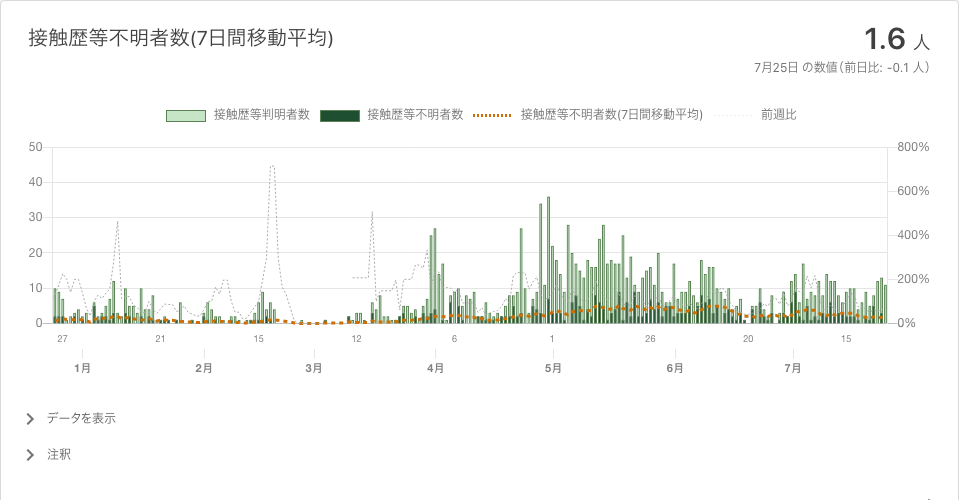 接触歴等不明者数(7日間移動平均)
1.6 人
7月25日 の数値(前日比: -0.1 人)
接触歴等判明者数 接触歴等不明者数 接触歴等不明者数(7日間移動平均) 前週比
50 800%
40 600%
30 400%
20
10 200%
0 0%
27 21 15 12 6 1 26 20 15
1月 2月 3月 4月 5月 6月 7月
データを表示
注釈